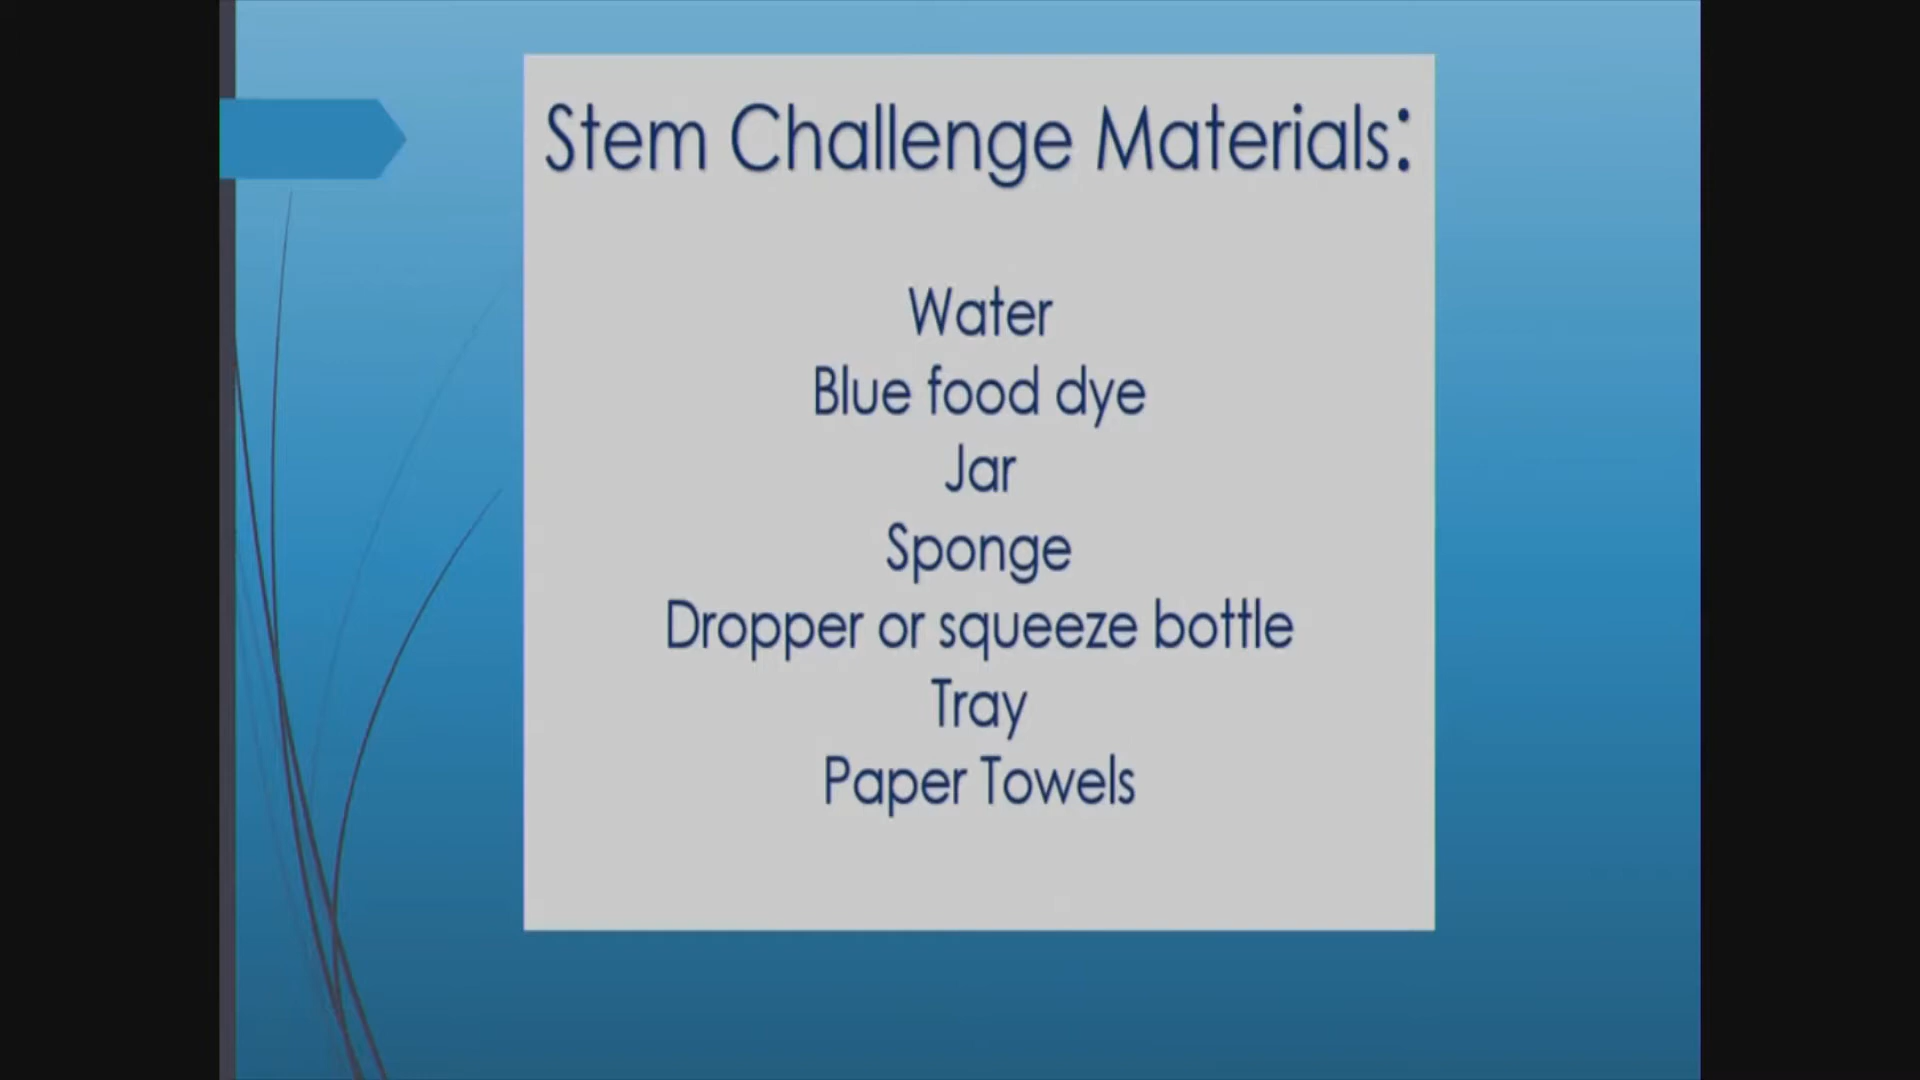 Stem Challenge Materials:
Water
Blue food dye
Jar
Sponge
Dropper or squeeze bottle
Tray
Paper Towels